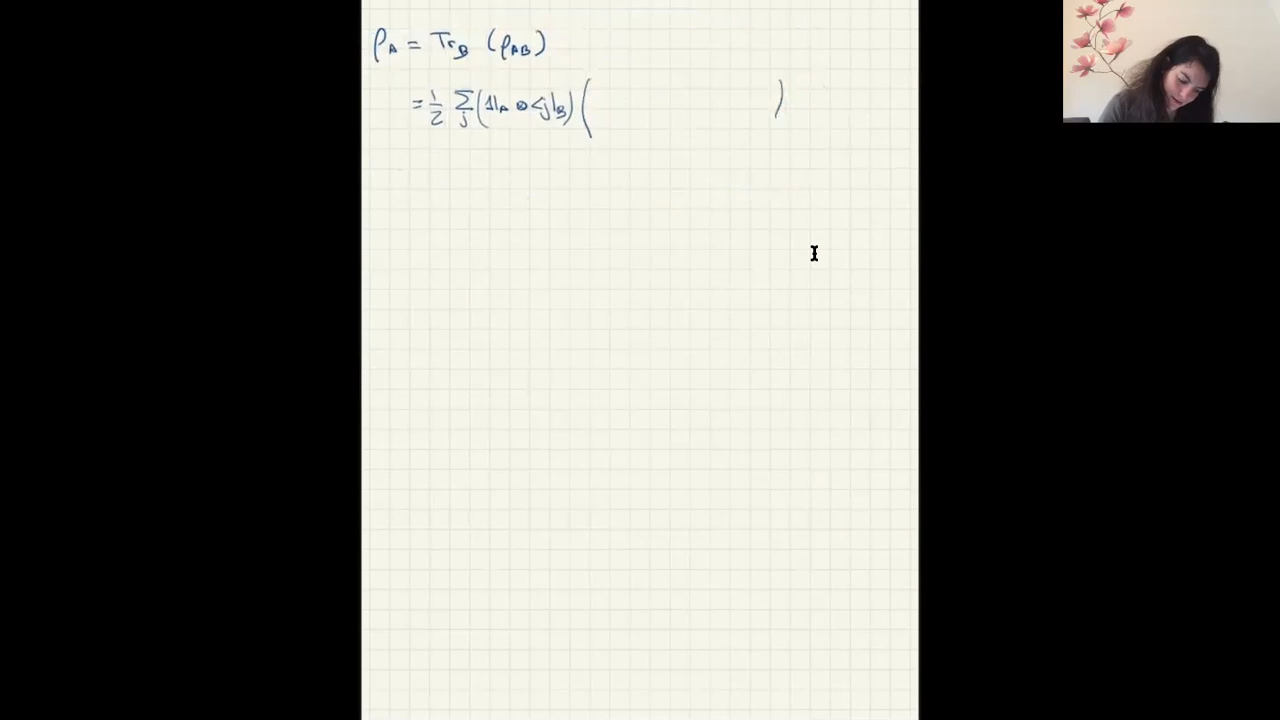 ρ_A = Tr_B (ρ_AB)
= 1/2 Σ_j (𝟙_A ⊗ <j|_B) ( )